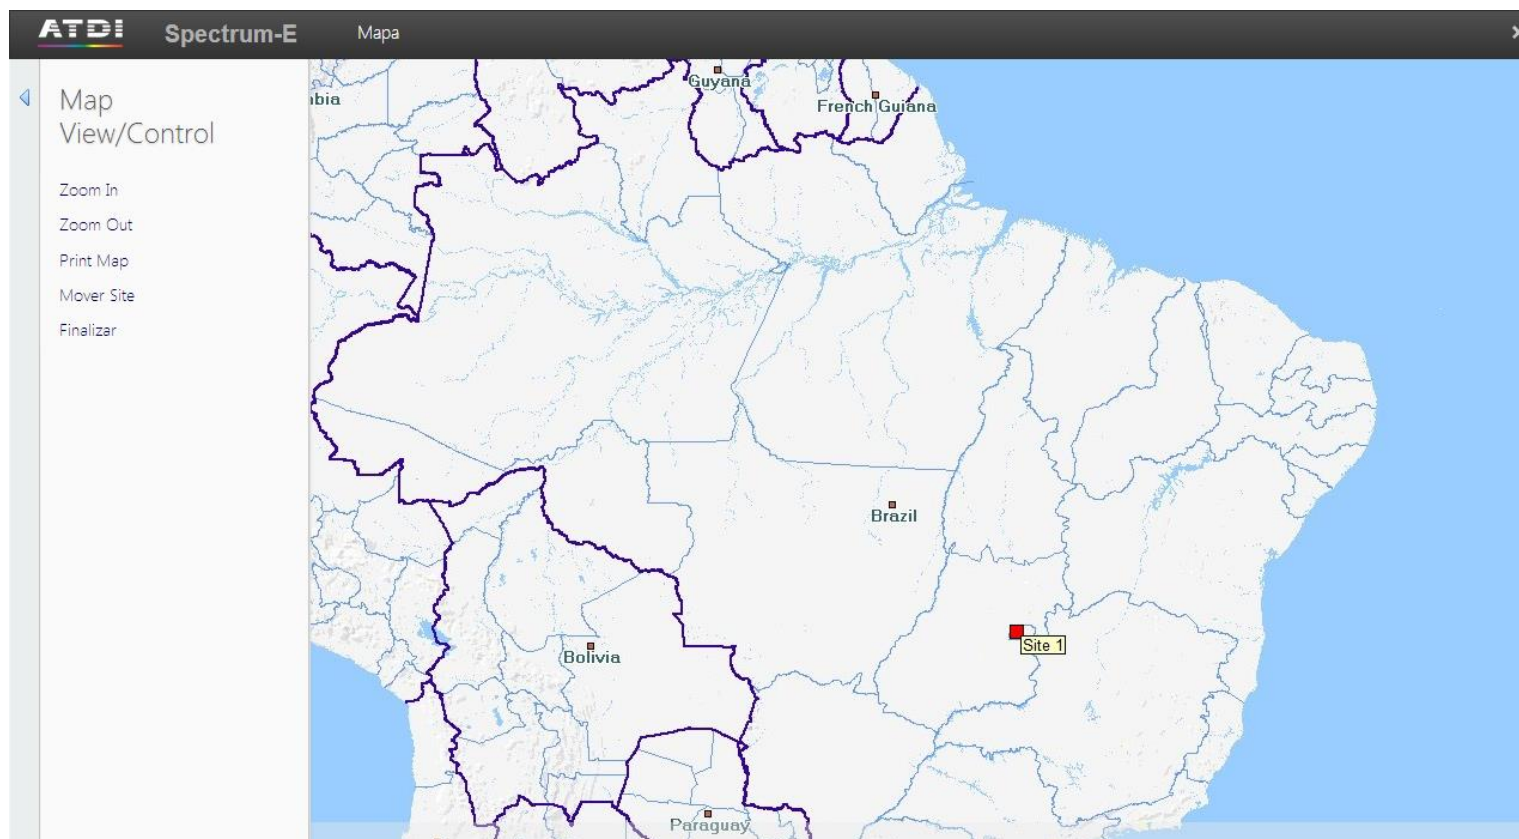 ATDI Spectrum-E Mapa
Map
View/Control
Zoom In
Zoom Out
Print Map
Mover Site
Finalizar
Guyana
nbia
French Guiana
Brazil
Site 1
Bolivia
Paraguay